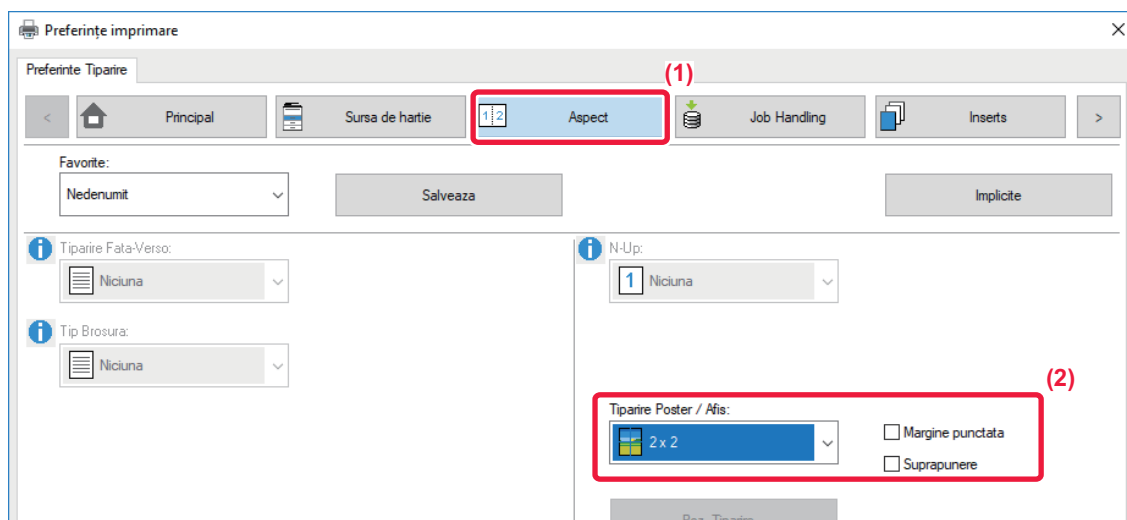 Preferințe imprimare
Preferinte Tiparire
(1)
< Principal Sursa de hartie 1 2 Aspect Job Handling Inserts >
Favorite:
Nedenumit Salveaza Implicite
Tiparire Fata-Verso: N-Up:
Niciuna 1 Niciuna
Tip Brosura:
Niciuna
(2)
Tiparire Poster / Afis:
2 x 2 Margine punctata
Suprapunere